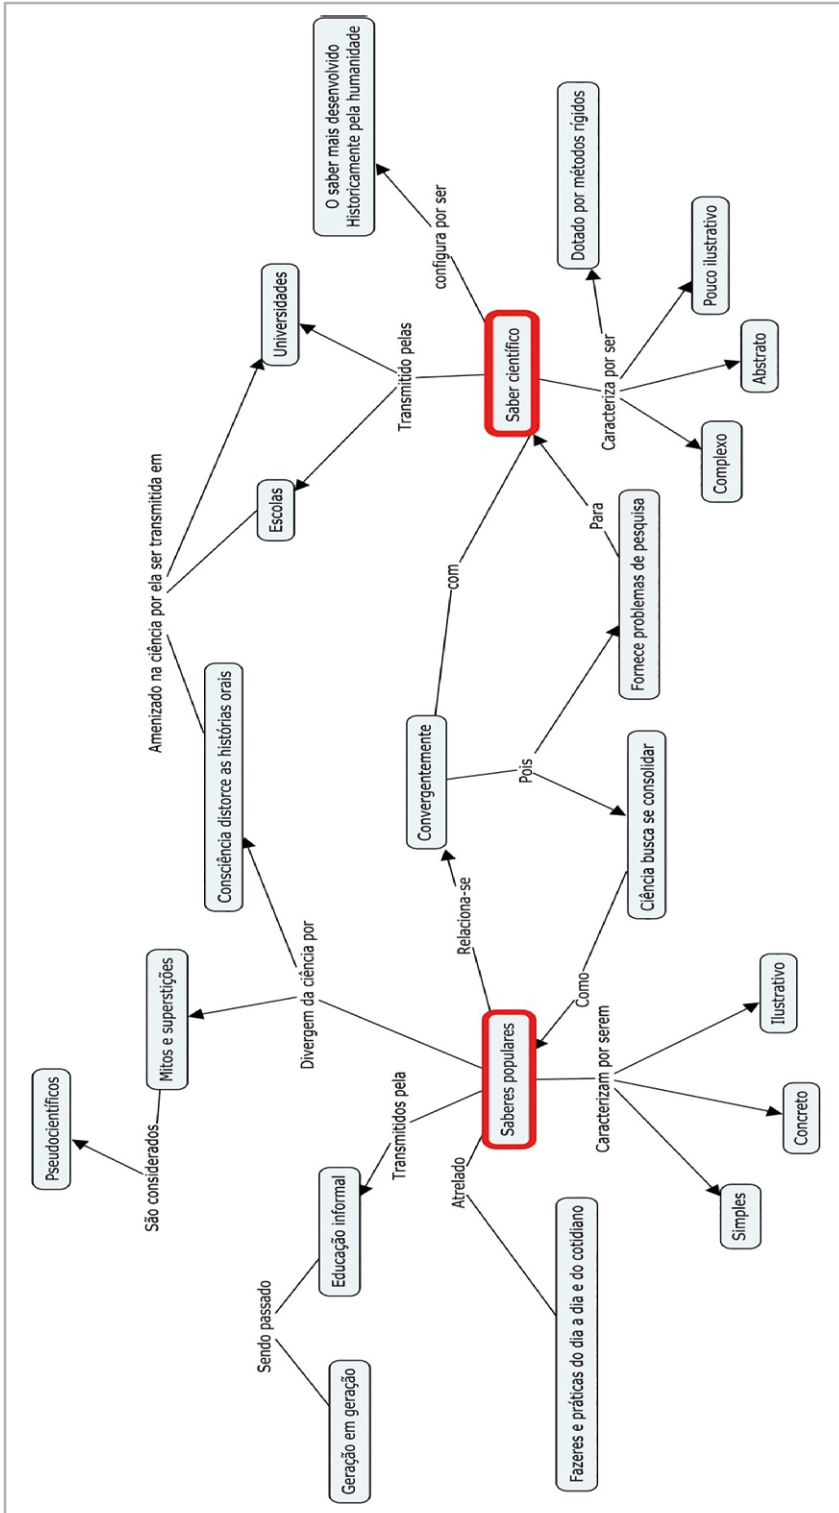 Pseudocientíficos
São considerados
Mitos e superstições
Amenizado na ciência por ela ser transmitida em
Consciência distorce as histórias orais
Divergem da ciência por
Sendo passado
Geração em geração
Educação informal
Transmitidos pela
Escolas
Universidades
Transmitido pelas
O saber mais desenvolvido
Historicamente pela humanidade
configura por ser
Atrelado
Saberes populares
Relaciona-se
Convergentemente
com
Saber científico
Pois
Como
Para
Fazeres e práticas do dia a dia e do cotidiano
Caracterizam por serem
Ciência busca se consolidar
Fornece problemas de pesquisa
Caracteriza por ser
Dotado por métodos rígidos
Simples
Concreto
Ilustrativo
Complexo
Abstrato
Pouco ilustrativo